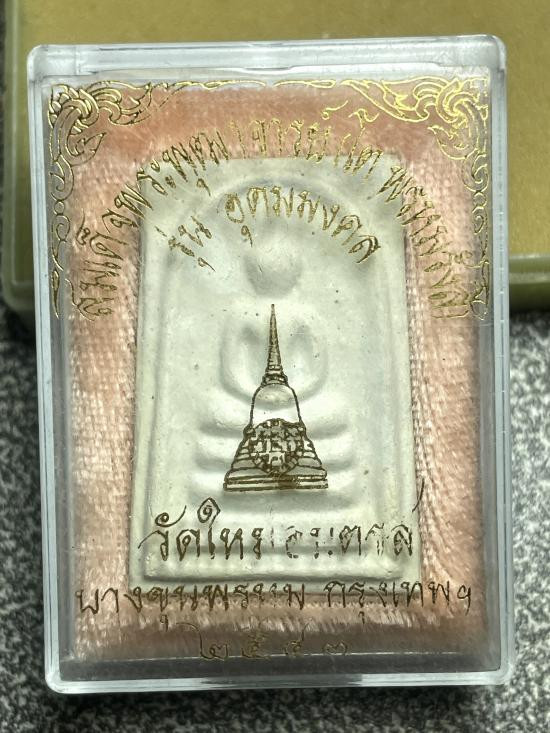 สมเด็จพระพุฒาจารย์โต พรหมรังสี
รุ่น อุดมมงคล
วัดใหม่อมตรส
บางขุนพรหม กรุงเทพฯ
๒๕๔๓